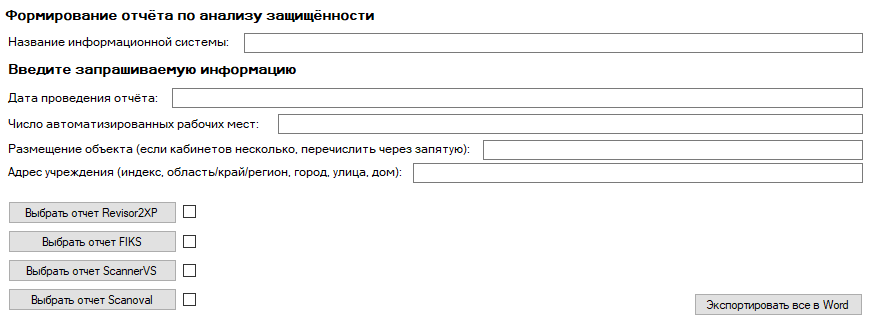 Формирование отчёта по анализу защищённости
Название информационной системы:
Введите запрашиваемую информацию
Дата проведения отчёта:
Число автоматизированных рабочих мест:
Размещение объекта (если кабинетов несколько, перечислить через запятую):
Адрес учреждения (индекс, область/край/регион, город, улица, дом):
Выбрать отчет Revisor2XP
Выбрать отчет FIKS
Выбрать отчет ScannerVS
Выбрать отчет Scanoval
Экспортировать все в Word